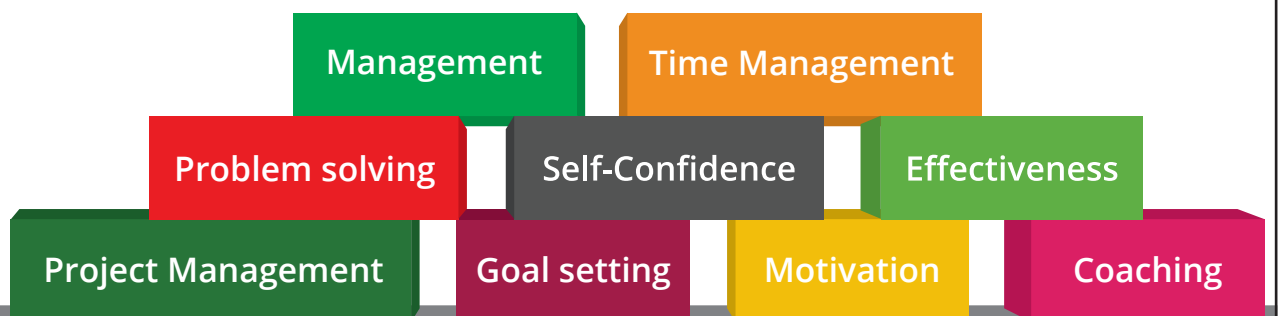 Management
Time Management
Problem solving
Self-Confidence
Effectiveness
Project Management
Goal setting
Motivation
Coaching